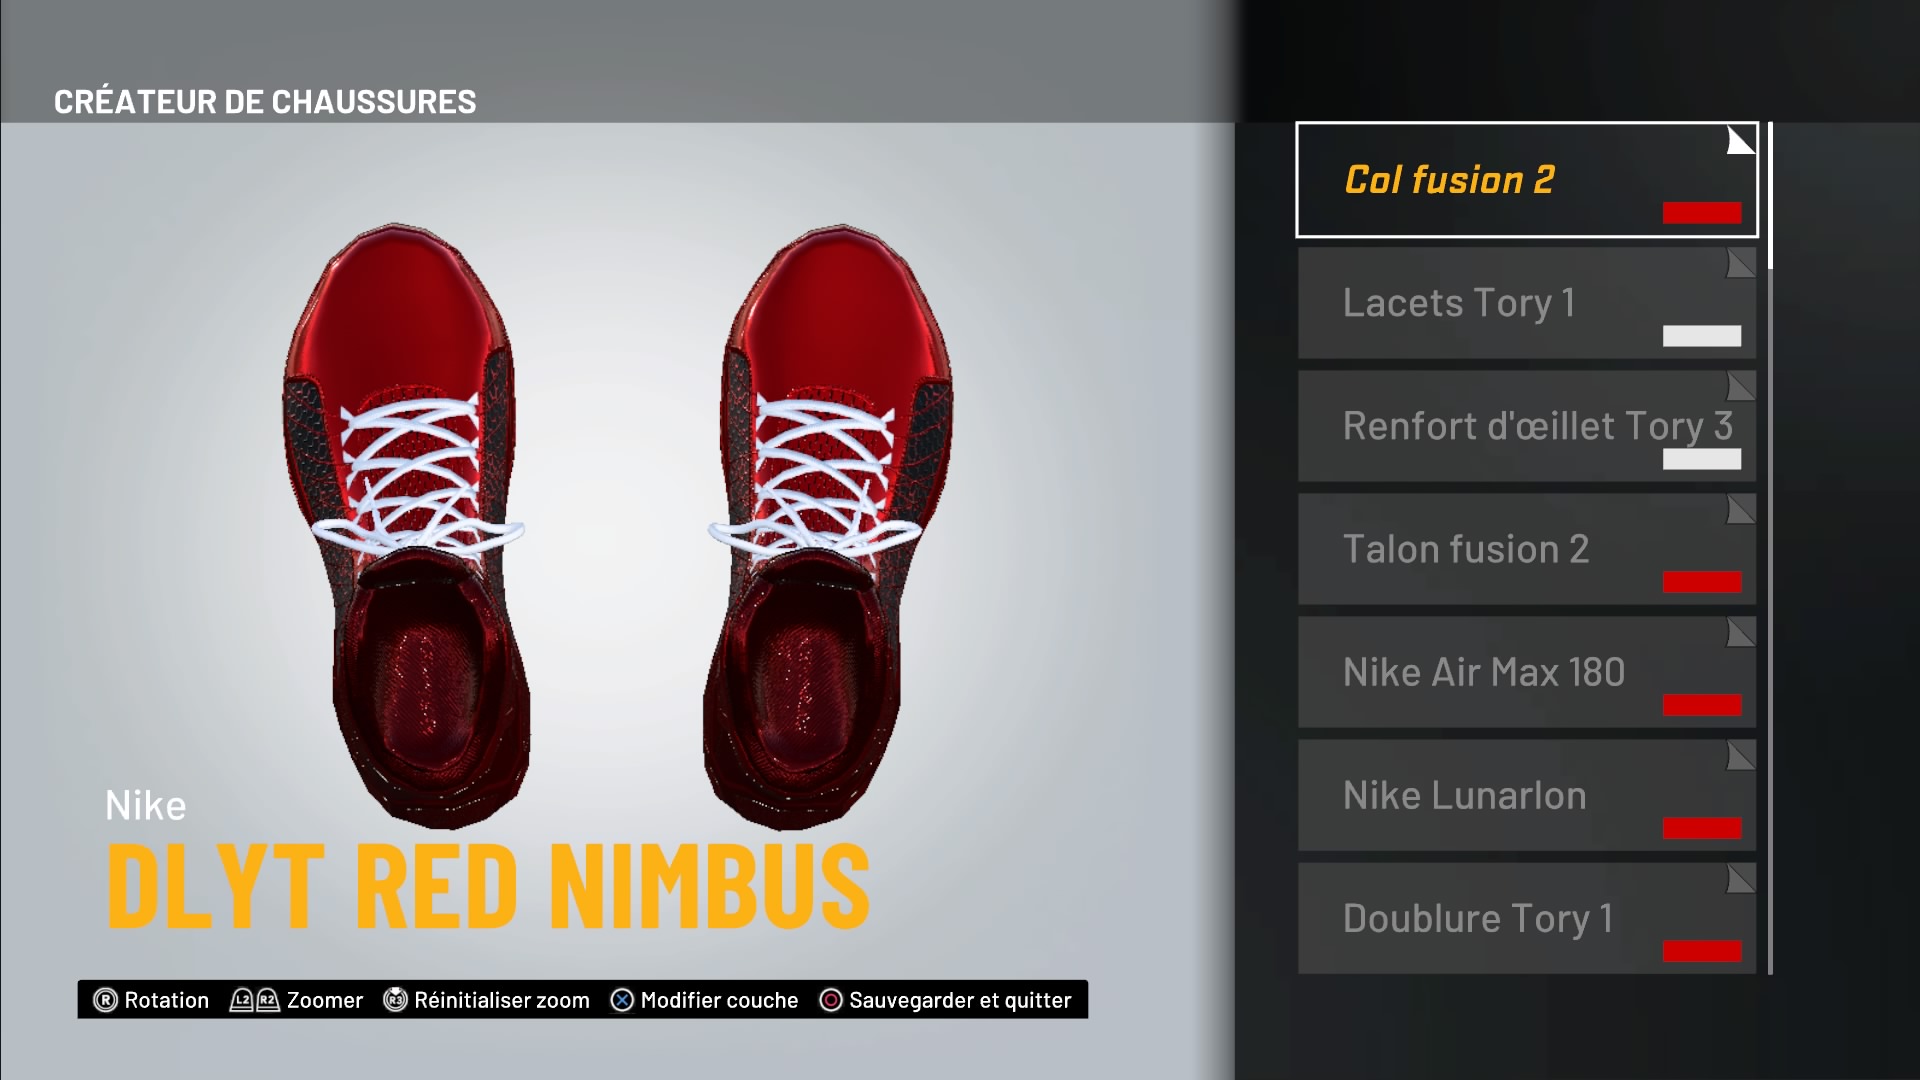 CRÉATEUR DE CHAUSSURES
Nike
DLYT RED NIMBUS
R Rotation L2 R2 Zoomer R3 Réinitialiser zoom Modifier couche Sauvegarder et quitter
Col fusion 2
Lacets Tory 1
Renfort d'œillet Tory 3
Talon fusion 2
Nike Air Max 180
Nike Lunarlon
Doublure Tory 1